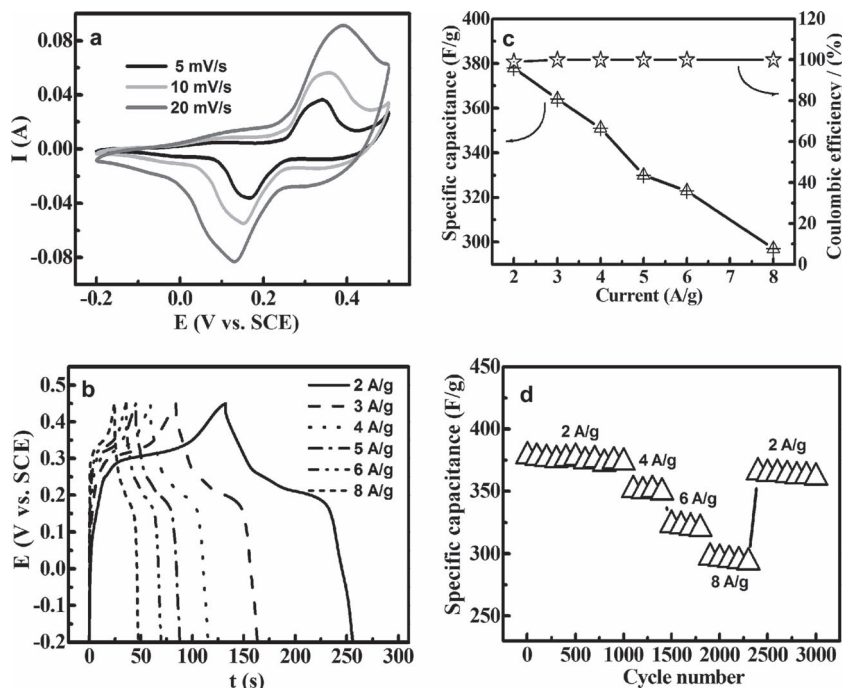 a
5 mV/s
10 mV/s
20 mV/s
I (A)
0.08
0.04
0.00
-0.04
-0.08
-0.2 0.0 0.2 0.4
E (V vs. SCE)
c
Specific capacitance (F/g)
400
380
360
340
320
300
2 3 4 5 6 7 8
Current (A/g)
120
100
80
60
40
20
0
Coulombic efficiency / (%)
b
2 A/g
3 A/g
4 A/g
5 A/g
6 A/g
8 A/g
E (V vs. SCE)
0.5
0.4
0.3
0.2
0.1
0.0
-0.1
-0.2
0 50 100 150 200 250 300
t (s)
d
Specific capacitance (F/g)
450
400
350
300
250
2 A/g
4 A/g
6 A/g
8 A/g
2 A/g
0 500 1000 1500 2000 2500 3000
Cycle number